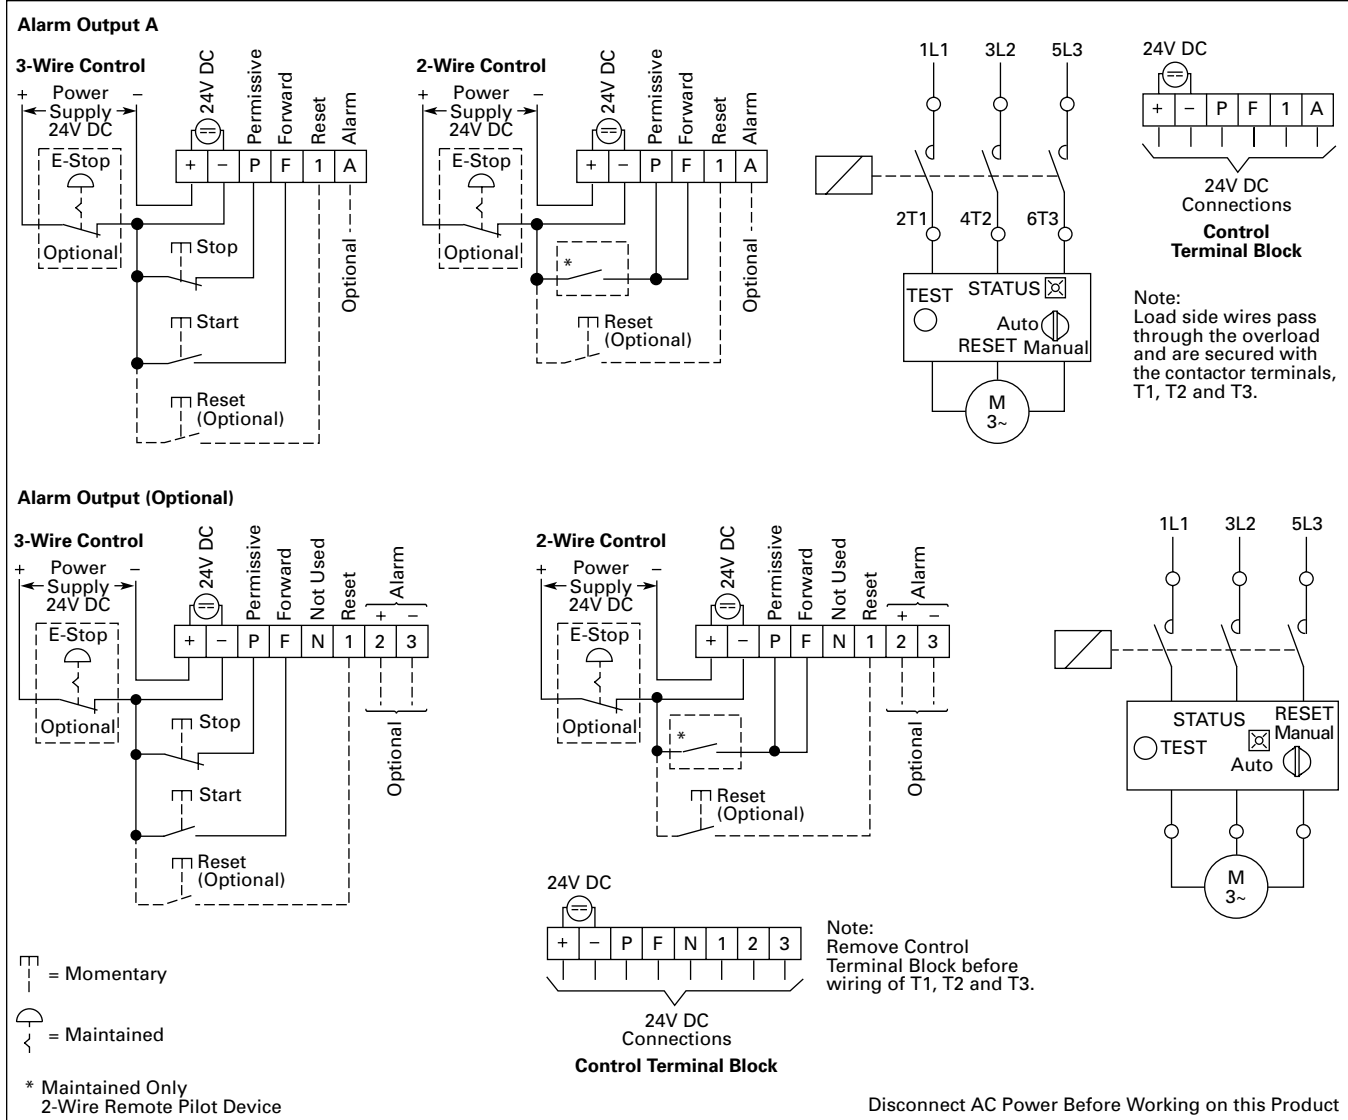 Alarm Output A
3-Wire Control
+ Power –
Supply
24V DC
E-Stop
Optional
24V DC
Permissive
Forward
Reset
Alarm
+ – P F 1 A
Stop
Start
Reset
(Optional)
Optional
2-Wire Control
+ Power –
Supply
24V DC
E-Stop
Optional
24V DC
Permissive
Forward
Reset
Alarm
+ – P F 1 A
*
Reset
(Optional)
Optional
1L1 3L2 5L3
2T1 4T2 6T3
TEST
STATUS
Auto
RESET Manual
M
3~
24V DC
+ – P F 1 A
24V DC
Connections
Control
Terminal Block
Note:
Load side wires pass
through the overload
and are secured with
the contactor terminals,
T1, T2 and T3.
Alarm Output (Optional)
3-Wire Control
+ Power –
Supply
24V DC
E-Stop
Optional
24V DC
Permissive
Forward
Not Used
Reset
Alarm
+ –
+ – P F N 1 2 3
Stop
Start
Reset
(Optional)
Optional
2-Wire Control
+ Power –
Supply
24V DC
E-Stop
Optional
24V DC
Permissive
Forward
Not Used
Reset
Alarm
+ –
+ – P F N 1 2 3
*
Reset
(Optional)
Optional
1L1 3L2 5L3
STATUS
TEST
RESET
Manual
Auto
M
3~
24V DC
+ – P F N 1 2 3
24V DC
Connections
Control Terminal Block
Note:
Remove Control
Terminal Block before
wiring of T1, T2 and T3.
= Momentary
= Maintained
* Maintained Only
2-Wire Remote Pilot Device
Disconnect AC Power Before Working on this Product